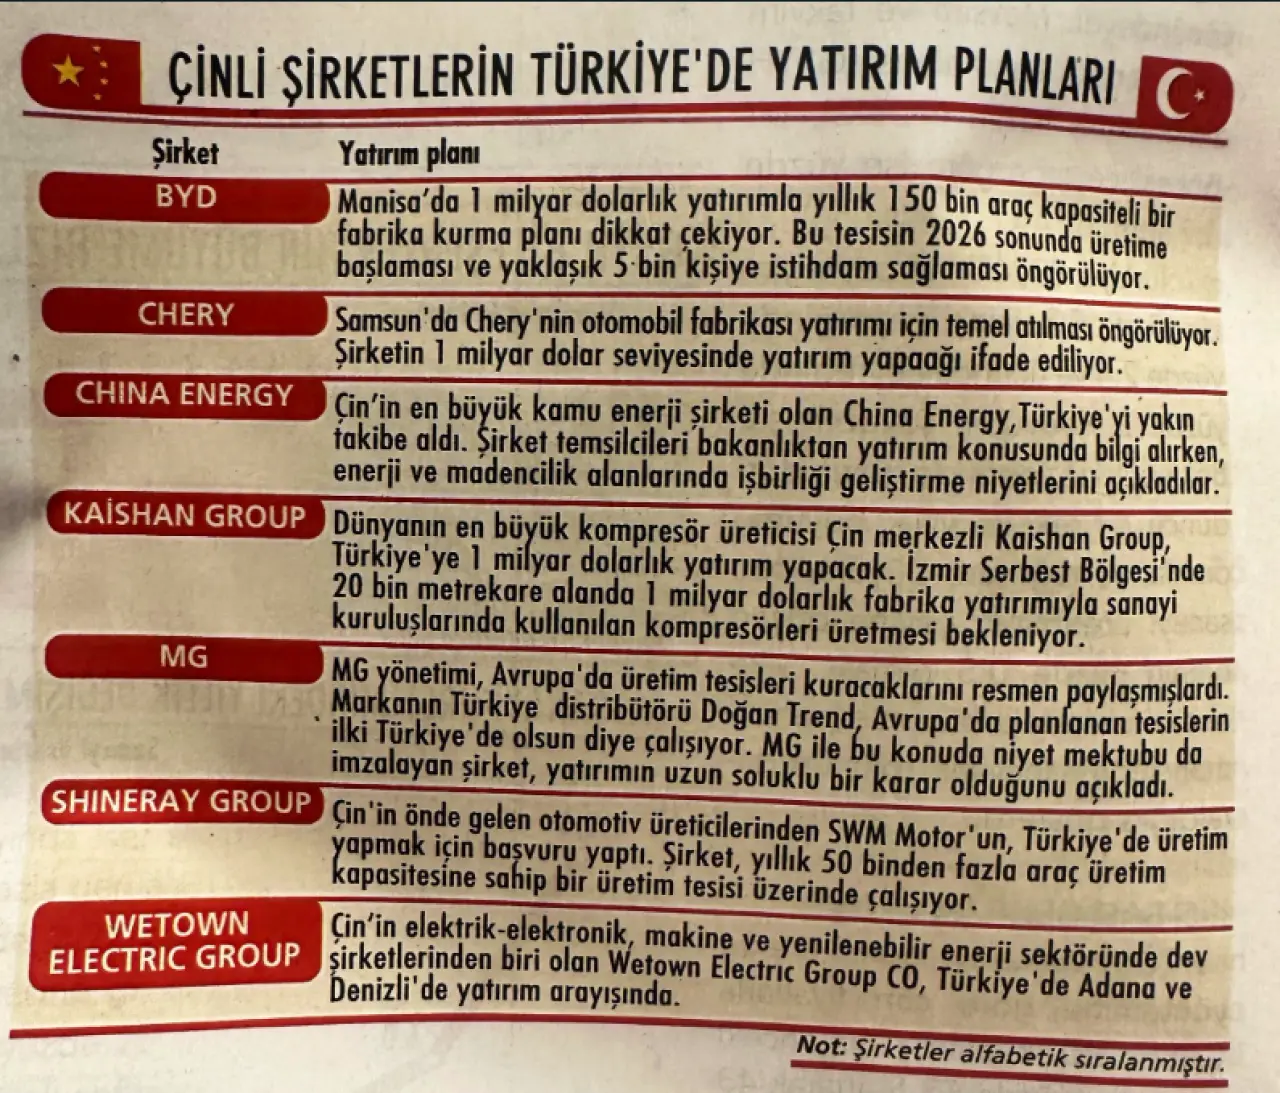 ÇİNLİ ŞİRKETLERİN TÜRKİYE'DE YATIRIM PLANLARI
Şirket Yatırım planı
BYD
Manisa'da 1 milyar dolarlık yatırımla yıllık 150 bin araç kapasiteli bir
fabrika kurma planı dikkat çekiyor. Bu tesisin 2026 sonunda üretime
başlaması ve yaklaşık 5 bin kişiye istihdam sağlaması öngörülüyor.
CHERY
Samsun'da Chery'nin otomobil fabrikası yatırımı için temel atılması öngörülüyor.
Şirketin 1 milyar dolar seviyesinde yatırım yapaağı ifade ediliyor.
CHINA ENERGY
Çin'in en büyük kamu enerji şirketi olan China Energy,Türkiye'yi yakın
takibe aldı. Şirket temsilcileri bakanlıktan yatırım konusunda bilgi alırken,
enerji ve madencilik alanlarında işbirliği geliştirme niyetlerini açıkladılar.
KAİSHAN GROUP
Dünyanın en büyük kompresör üreticisi Çin merkezli Kaishan Group,
Türkiye'ye 1 milyar dolarlık yatırım yapacak. İzmir Serbest Bölgesi'nde
20 bin metrekare alanda 1 milyar dolarlık fabrika yatırımıyla sanayi
kuruluşlarında kullanılan kompresörleri üretmesi bekleniyor.
MG
MG yönetimi, Avrupa'da üretim tesisleri kuracaklarını resmen paylaşmışlardı.
Markanın Türkiye distribütörü Doğan Trend, Avrupa'da planlanan tesislerin
ilki Türkiye'de olsun diye çalışıyor. MG ile bu konuda niyet mektubu da
imzalayan şirket, yatırımın uzun soluklu bir karar olduğunu açıkladı.
SHINERAY GROUP
Çin'in önde gelen otomotiv üreticilerinden SWM Motor'un, Türkiye'de üretim
yapmak için başvuru yaptı. Şirket, yıllık 50 binden fazla araç üretim
kapasitesine sahip bir üretim tesisi üzerinde çalışıyor.
WETOWN
ELECTRIC GROUP
Çin'in elektrik-elektronik, makine ve yenilenebilir enerji sektöründe dev
şirketlerinden biri olan Wetown Electric Group CO, Türkiye'de Adana ve
Denizli'de yatırım arayışında.
Not: Şirketler alfabetik sıralanmıştır.